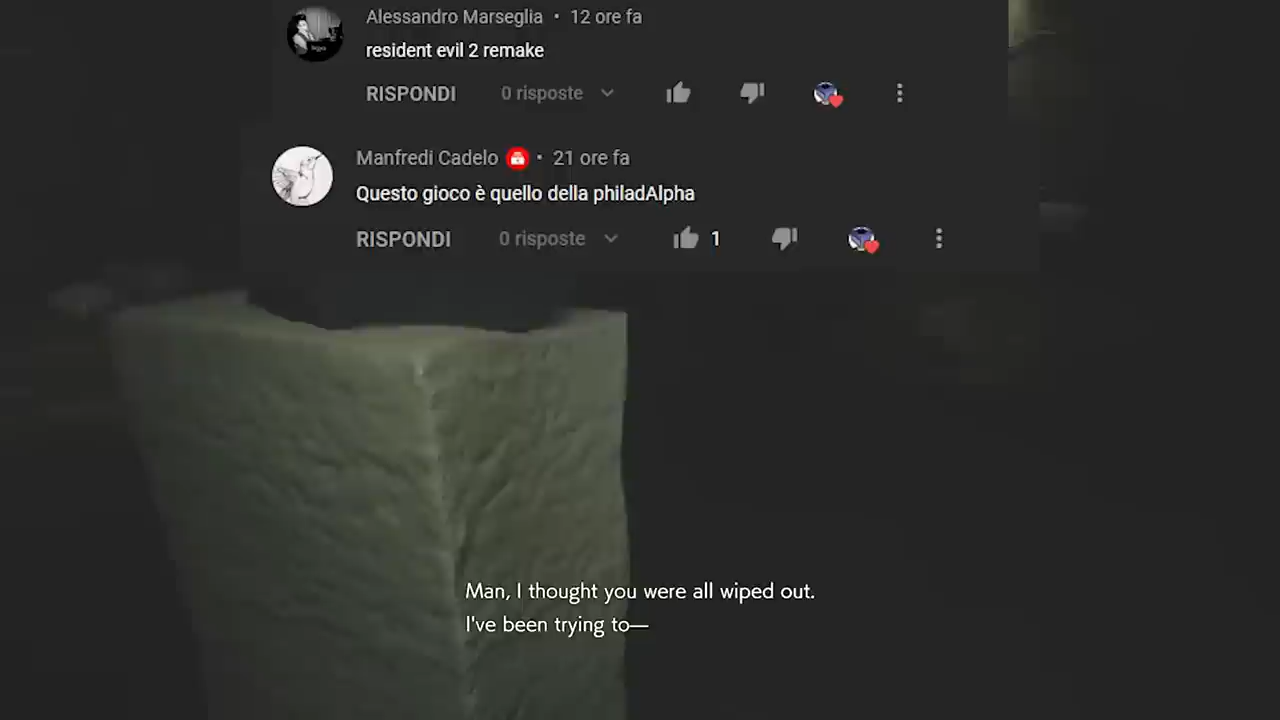 Alessandro Marseglia • 12 ore fa
resident evil 2 remake
RISPONDI 0 risposte
Manfredi Cadelo • 21 ore fa
Questo gioco è quello della philadAlpha
RISPONDI 0 risposte 1
Man, I thought you were all wiped out.
I've been trying to—